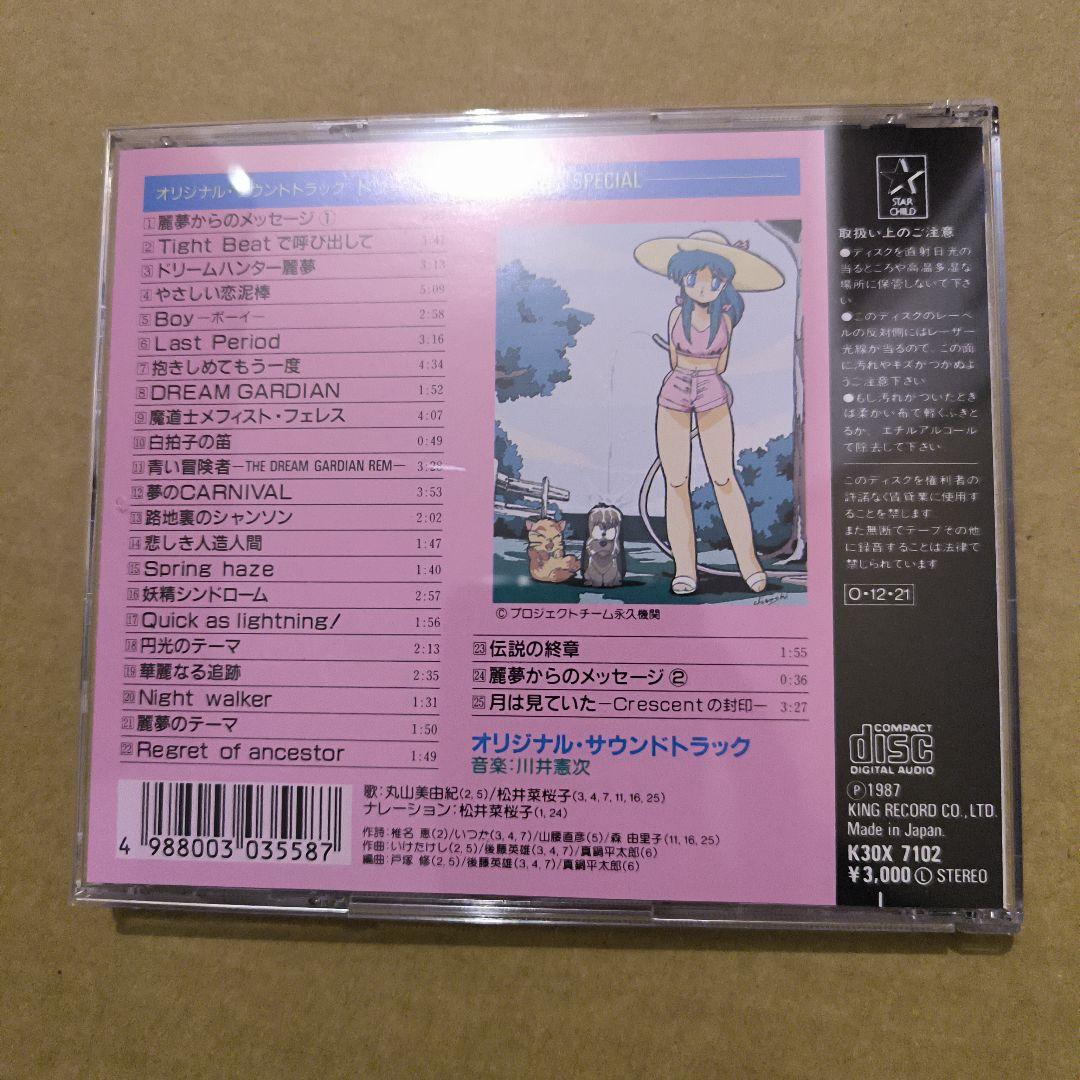 オリジナル・サウンドトラック
SPECIAL
1 麗夢からのメッセージ①
2 Tight Beatで呼び出して 3:47
3 ドリームハンター麗夢 3:13
4 やさしい恋泥棒 5:09
5 Boy—ボーイ— 2:58
6 Last Period 3:16
7 抱きしめてもう一度 4:34
8 DREAM GARDIAN 1:52
9 魔道士メフィスト・フェレス 4:07
10 白拍子の笛 0:49
11 青い冒険者—THE DREAM GARDIAN REM— 3:28
12 夢のCARNIVAL 3:53
13 路地裏のシャンソン 2:02
14 悲しき人造人間 1:47
15 Spring haze 1:40
16 妖精シンドローム 2:57
17 Quick as lightning! 1:56
18 円光のテーマ 2:13
19 華麗なる追跡 2:35
20 Night walker 1:31
21 麗夢のテーマ 1:50
22 Regret of ancestor 1:49
© プロジェクトチーム永久機関
23 伝説の終章 1:55
24 麗夢からのメッセージ② 0:36
25 月は見ていた—Crescentの封印— 3:27
オリジナル・サウンドトラック
音楽:川井憲次
歌:丸山美由紀(2,5)/松井菜桜子(3,4,7,11,16,25)
ナレーション:松井菜桜子(1,24)
作詩:椎名 恵(2)/いつか(3,4,7)/山腰直彦(5)/森 由里子(11,16,25)
作曲:いけたけし(2,5)/後藤英雄(3,4,7)/真鍋平太郎(6)
編曲:戸塚 修(2,5)/後藤英雄(3,4,7)/真鍋平太郎(6)
4 988003 035587
STAR
CHILD
取扱い上のご注意
●ディスクを直射日光の
当るところや高温多湿な
場所に保管しないで下さ
い
●このディスクのレーベ
ルの反対側にはレーザー
光線が当るので、この面
に汚れやキズがつかぬよ
うご注意下さい
●もし汚れがついたとき
は柔かい布で軽くふきと
るか、エチルアルコール
で除去して下さい
このディスクを権利者の
許諾なく賃貸業に使用す
ることを禁じます
また無断でテープその他
に録音することは法律で
禁じられています
O・12・21
COMPACT
disc
DIGITAL AUDIO
Ⓟ1987
KING RECORD CO., LTD.
Made in Japan.
K30X 7102
¥3,000 Ⓛ STEREO